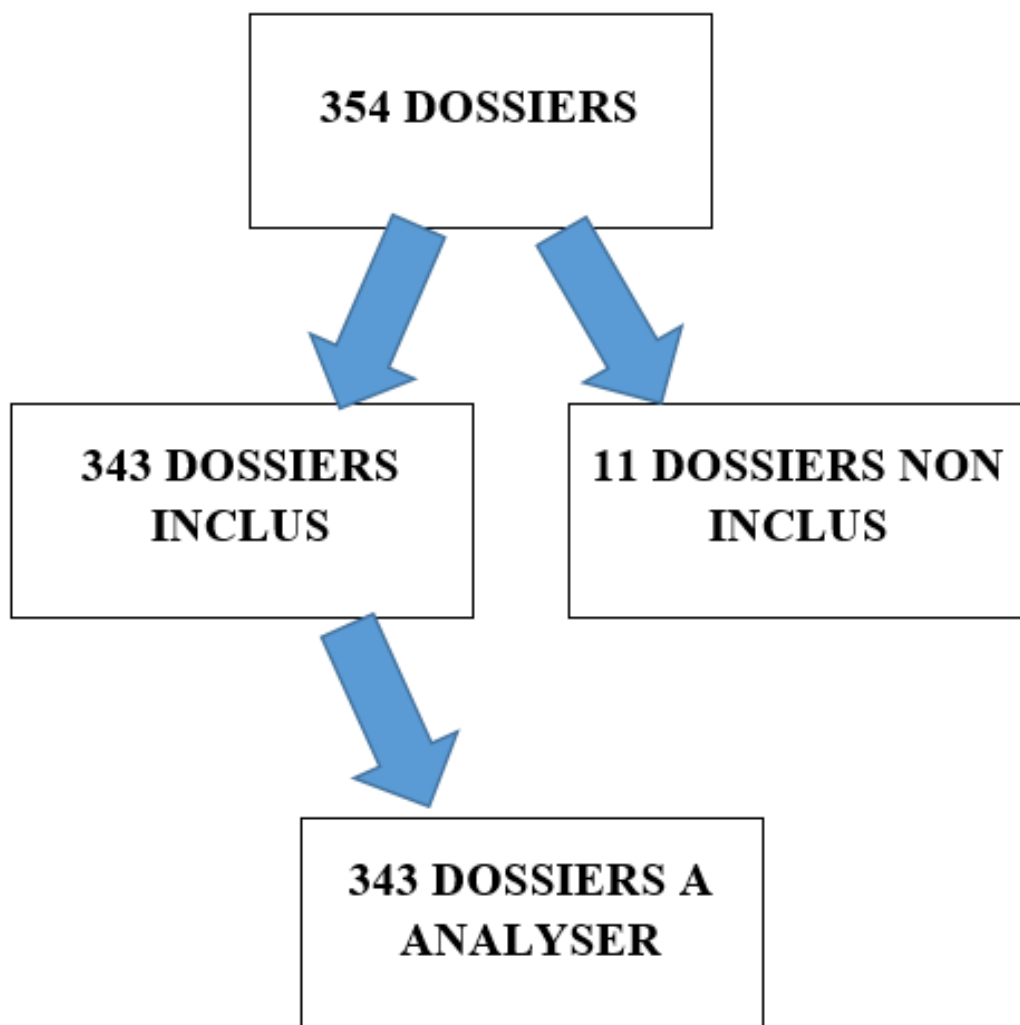 354 DOSSIERS
343 DOSSIERS
INCLUS
11 DOSSIERS NON
INCLUS
343 DOSSIERS A
ANALYSER